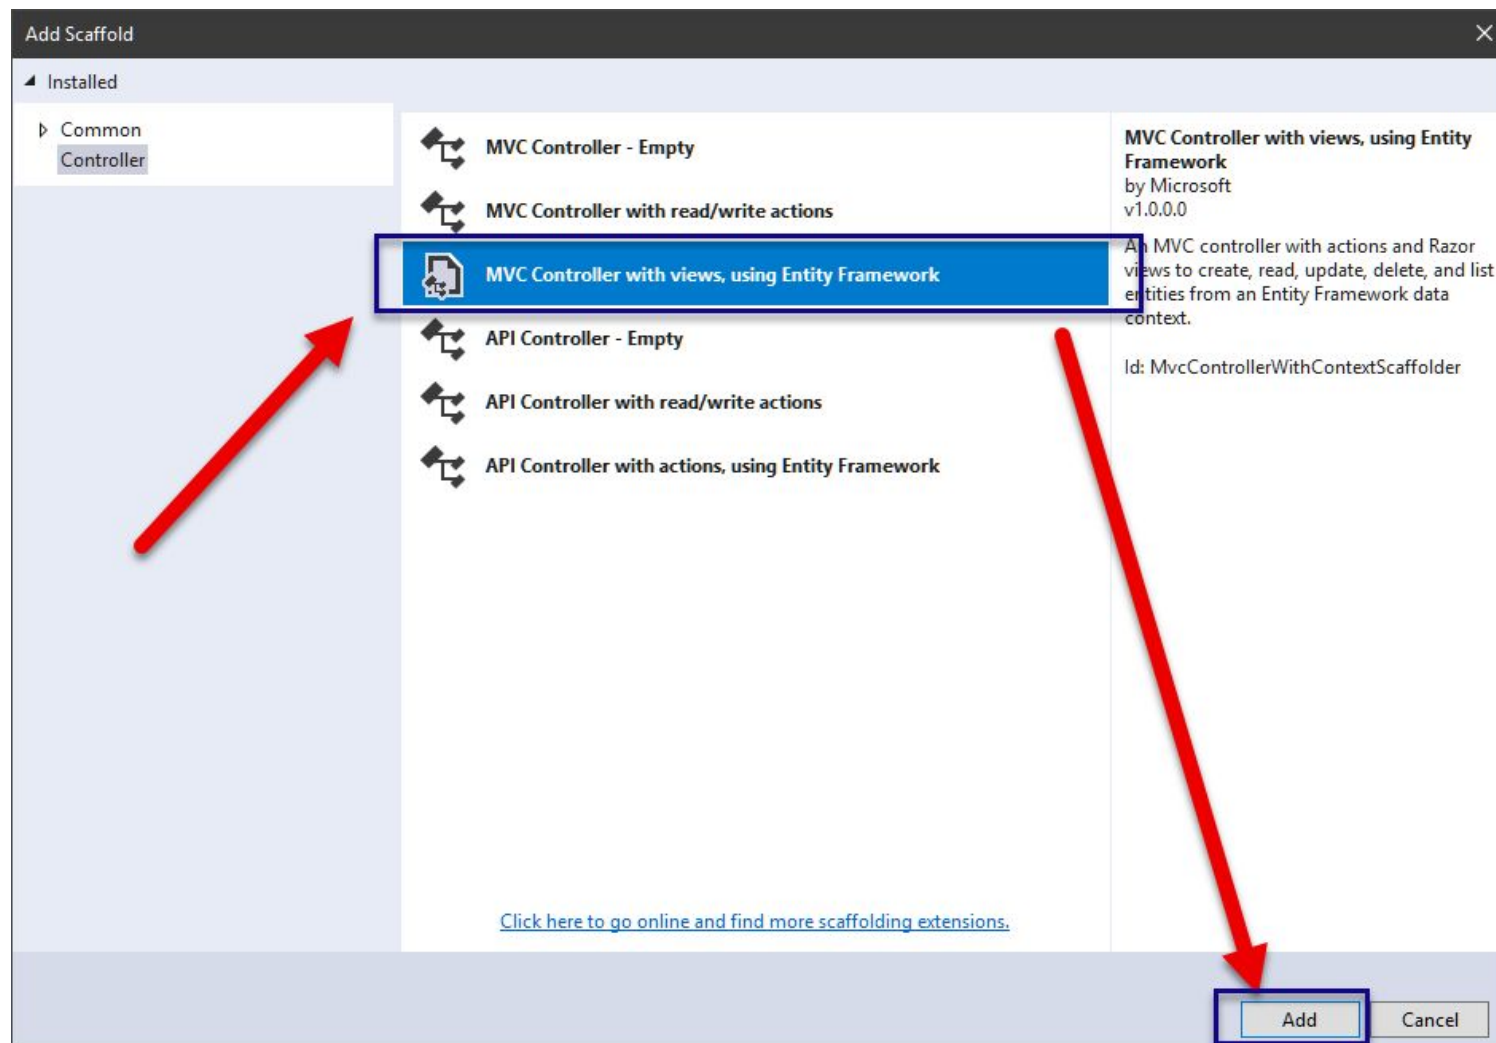 Add Scaffold
Installed
Common
Controller
MVC Controller - Empty
MVC Controller with read/write actions
MVC Controller with views, using Entity Framework
API Controller - Empty
API Controller with read/write actions
API Controller with actions, using Entity Framework
Click here to go online and find more scaffolding extensions.
MVC Controller with views, using Entity
Framework
by Microsoft
v1.0.0.0
An MVC controller with actions and Razor
views to create, read, update, delete, and list
entities from an Entity Framework data
context.
Id: MvcControllerWithContextScaffolder
Add
Cancel